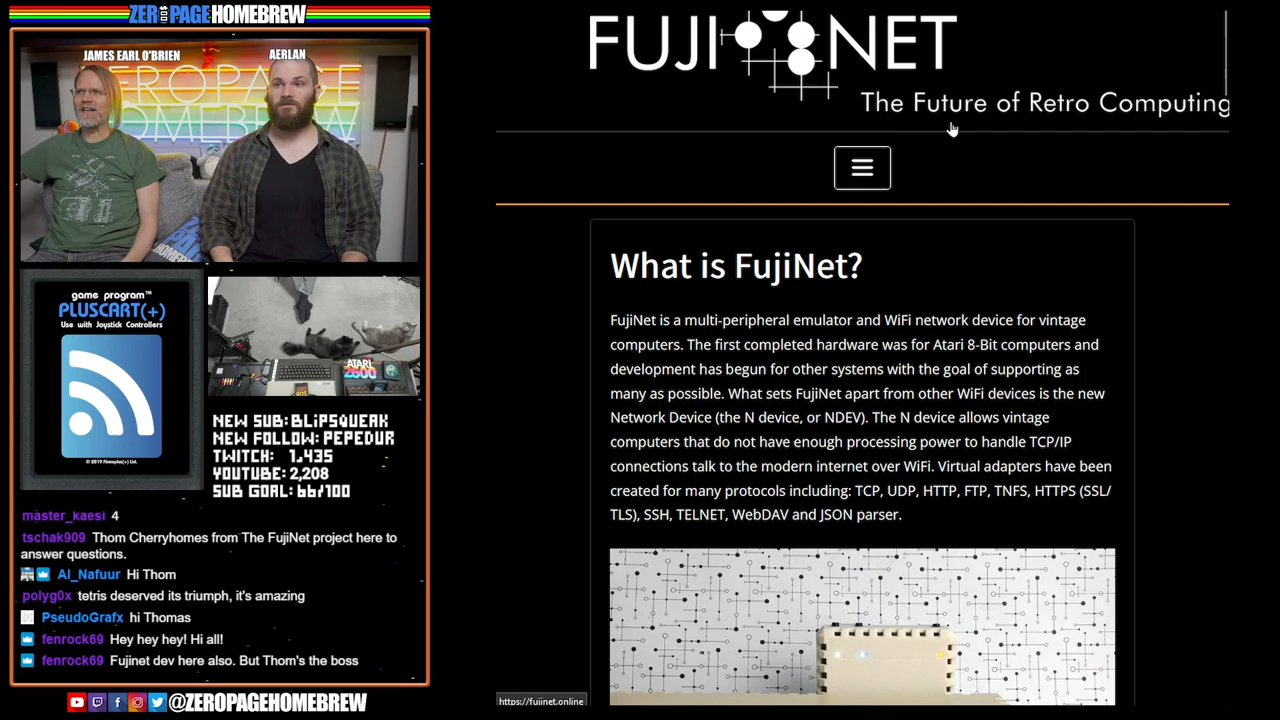 ZEROPAGEHOMEBREW
JAMES EARL O'BRIEN
AERLAN
ZEROPAGE
HOMEBREW
game program™
PLUSCART(+)
Use with Joystick Controllers
© 2019 Firmaplus(+) Ltd.
ATARI
2600
NEW SUB: BLiPSQUEAK
NEW FOLLOW: PEPEDUR
TWITCH: 1,435
YOUTUBE: 2,208
SUB GOAL: 66/100
master_kaesi 4
tschak909 Thom Cherryhomes from The FujiNet project here to
answer questions.
Al_Nafuur Hi Thom
polyg0x tetris deserved its triumph, it's amazing
PseudoGrafx hi Thomas
fenrock69 Hey hey hey! Hi all!
fenrock69 Fujinet dev here also. But Thom's the boss
@ZEROPAGEHOMEBREW
FUJI NET
The Future of Retro Computing
What is FujiNet?
FujiNet is a multi-peripheral emulator and WiFi network device for vintage
computers. The first completed hardware was for Atari 8-Bit computers and
development has begun for other systems with the goal of supporting as
many as possible. What sets FujiNet apart from other WiFi devices is the new
Network Device (the N device, or NDEV). The N device allows vintage
computers that do not have enough processing power to handle TCP/IP
connections talk to the modern internet over WiFi. Virtual adapters have been
created for many protocols including: TCP, UDP, HTTP, FTP, TNFS, HTTPS (SSL/
TLS), SSH, TELNET, WebDAV and JSON parser.
https://fujinet.online